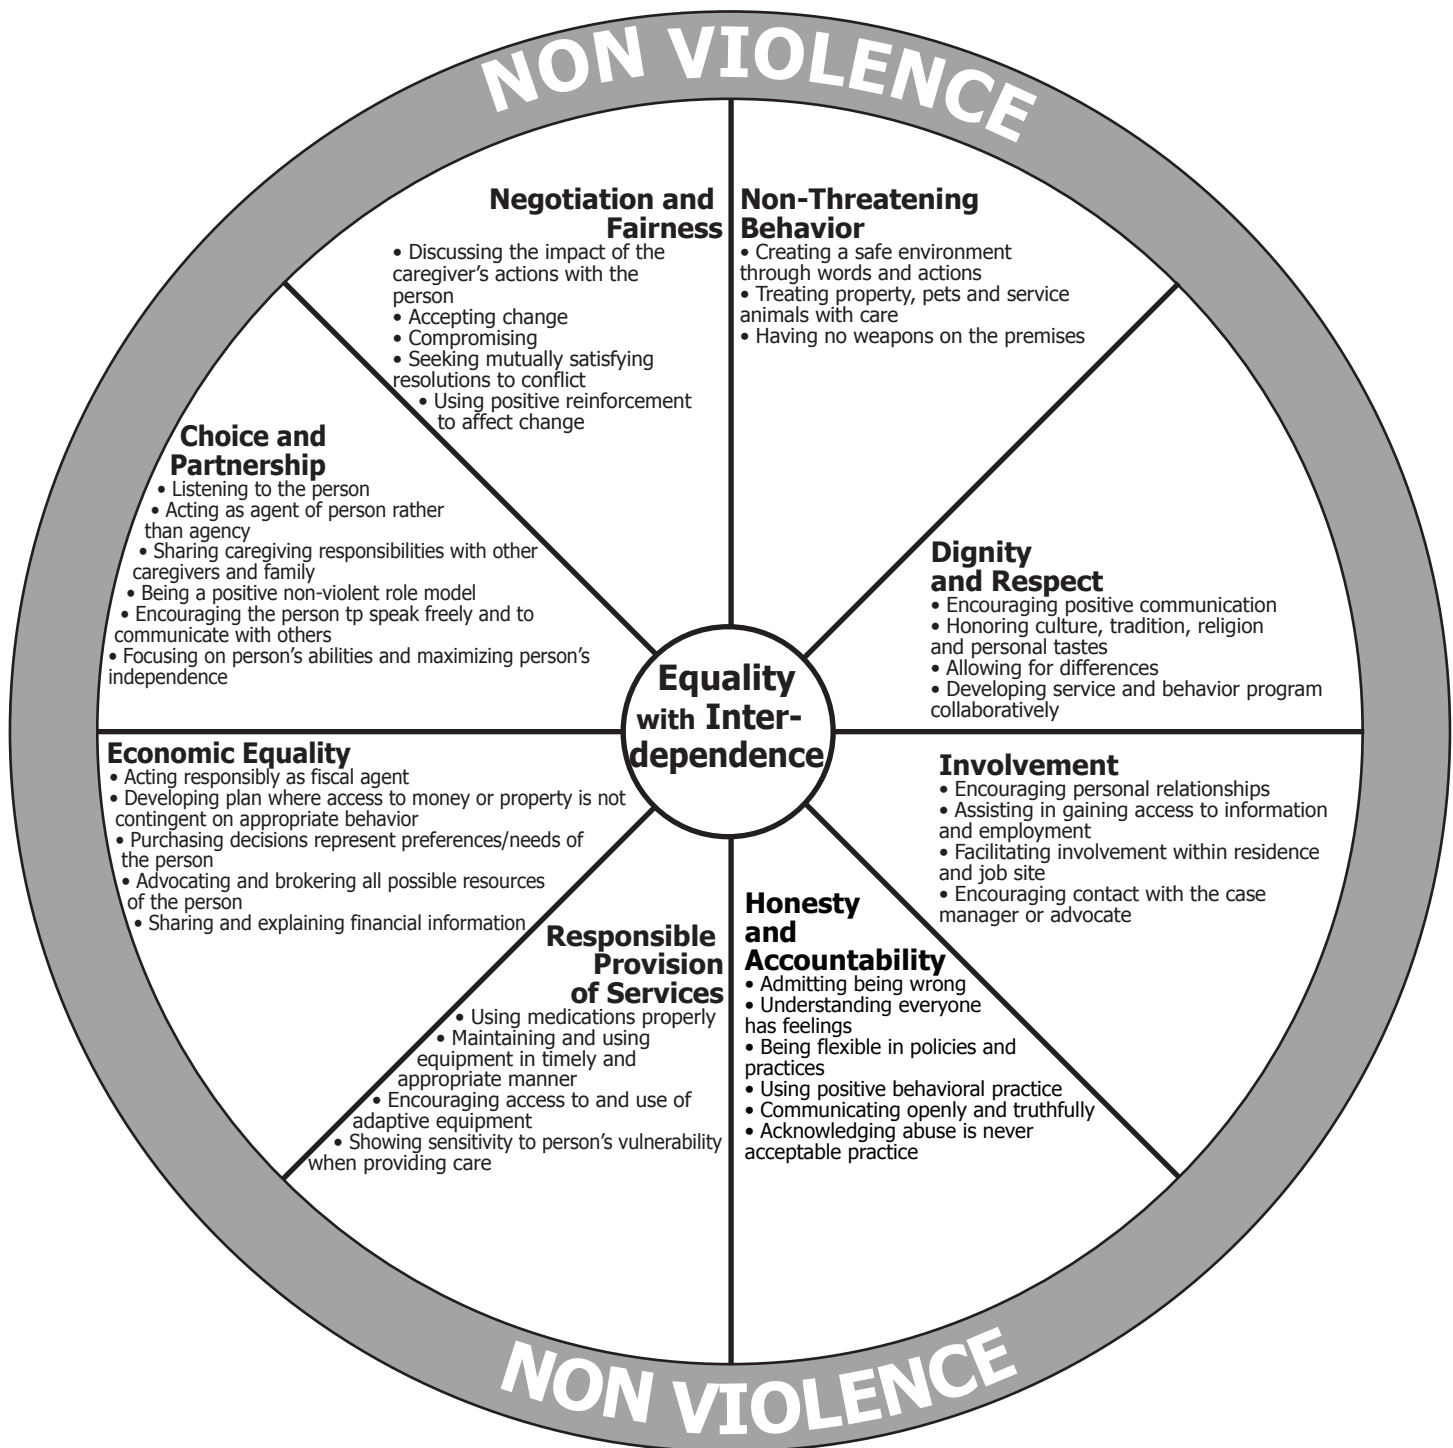 NON VIOLENCE
Negotiation and
Fairness
• Discussing the impact of the
caregiver’s actions with the
person
• Accepting change
• Compromising
• Seeking mutually satisfying
resolutions to conflict
• Using positive reinforcement
to affect change
Non-Threatening
Behavior
• Creating a safe environment
through words and actions
• Treating property, pets and service
animals with care
• Having no weapons on the premises
Choice and
Partnership
• Listening to the person
• Acting as agent of person rather
than agency
• Sharing caregiving responsibilities with other
caregivers and family
• Being a positive non-violent role model
• Encouraging the person tp speak freely and to
communicate with others
• Focusing on person’s abilities and maximizing person’s
independence
Dignity
and Respect
• Encouraging positive communication
• Honoring culture, tradition, religion
and personal tastes
• Allowing for differences
• Developing service and behavior program
collaboratively
Equality
with Inter-
dependence
Economic Equality
• Acting responsibly as fiscal agent
• Developing plan where access to money or property is not
contingent on appropriate behavior
• Purchasing decisions represent preferences/needs of
the person
• Advocating and brokering all possible resources
of the person
• Sharing and explaining financial information
Involvement
• Encouraging personal relationships
• Assisting in gaining access to information
and employment
• Facilitating involvement within residence
and job site
• Encouraging contact with the case
manager or advocate
Responsible
Provision
of Services
• Using medications properly
• Maintaining and using
equipment in timely and
appropriate manner
• Encouraging access to and use of
adaptive equipment
• Showing sensitivity to person’s vulnerability
when providing care
Honesty
and
Accountability
• Admitting being wrong
• Understanding everyone
has feelings
• Being flexible in policies and
practices
• Using positive behavioral practice
• Communicating openly and truthfully
• Acknowledging abuse is never
acceptable practice
NON VIOLENCE